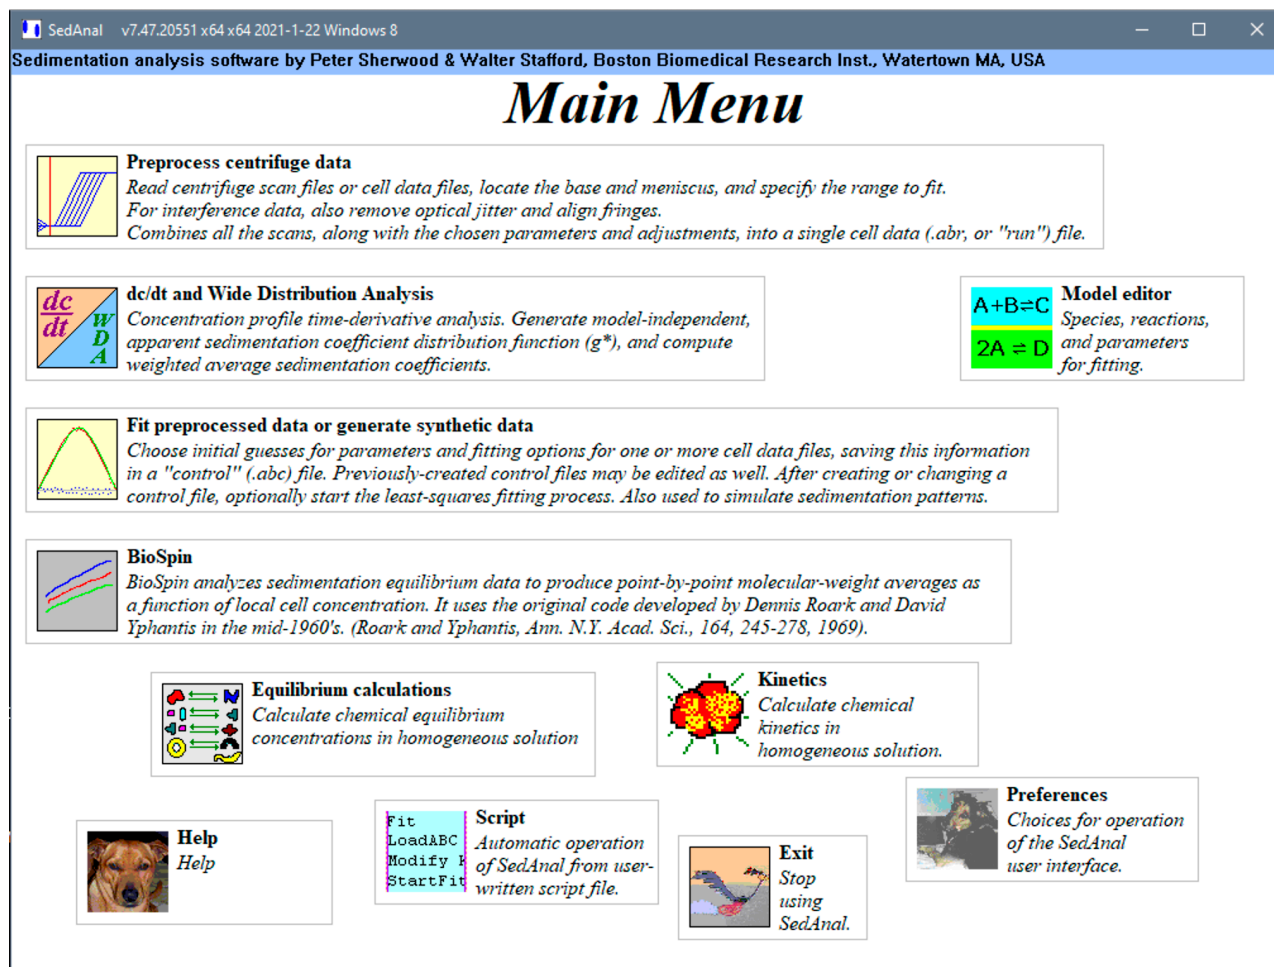 SedAnal v7.47.20551 x64 x64 2021-1-22 Windows 8
Sedimentation analysis software by Peter Sherwood & Walter Stafford, Boston Biomedical Research Inst., Watertown MA, USA
Main Menu
Preprocess centrifuge data
Read centrifuge scan files or cell data files, locate the base and meniscus, and specify the range to fit.
For interference data, also remove optical jitter and align fringes.
Combines all the scans, along with the chosen parameters and adjustments, into a single cell data (.abr, or "run") file.
dc
dt
W
D
A
dc/dt and Wide Distribution Analysis
Concentration profile time-derivative analysis. Generate model-independent,
apparent sedimentation coefficient distribution function (g*), and compute
weighted average sedimentation coefficients.
A+B⇌C
2A ⇌ D
Model editor
Species, reactions,
and parameters
for fitting.
Fit preprocessed data or generate synthetic data
Choose initial guesses for parameters and fitting options for one or more cell data files, saving this information
in a "control" (.abc) file. Previously-created control files may be edited as well. After creating or changing a
control file, optionally start the least-squares fitting process. Also used to simulate sedimentation patterns.
BioSpin
BioSpin analyzes sedimentation equilibrium data to produce point-by-point molecular-weight averages as
a function of local cell concentration. It uses the original code developed by Dennis Roark and David
Yphantis in the mid-1960's. (Roark and Yphantis, Ann. N.Y. Acad. Sci., 164, 245-278, 1969).
Equilibrium calculations
Calculate chemical equilibrium
concentrations in homogeneous solution
Kinetics
Calculate chemical
kinetics in
homogeneous solution.
Help
Help
Fit
LoadABC
Modify
StartFit
Script
Automatic operation
of SedAnal from user-
written script file.
Exit
Stop
using
SedAnal.
Preferences
Choices for operation
of the SedAnal
user interface.